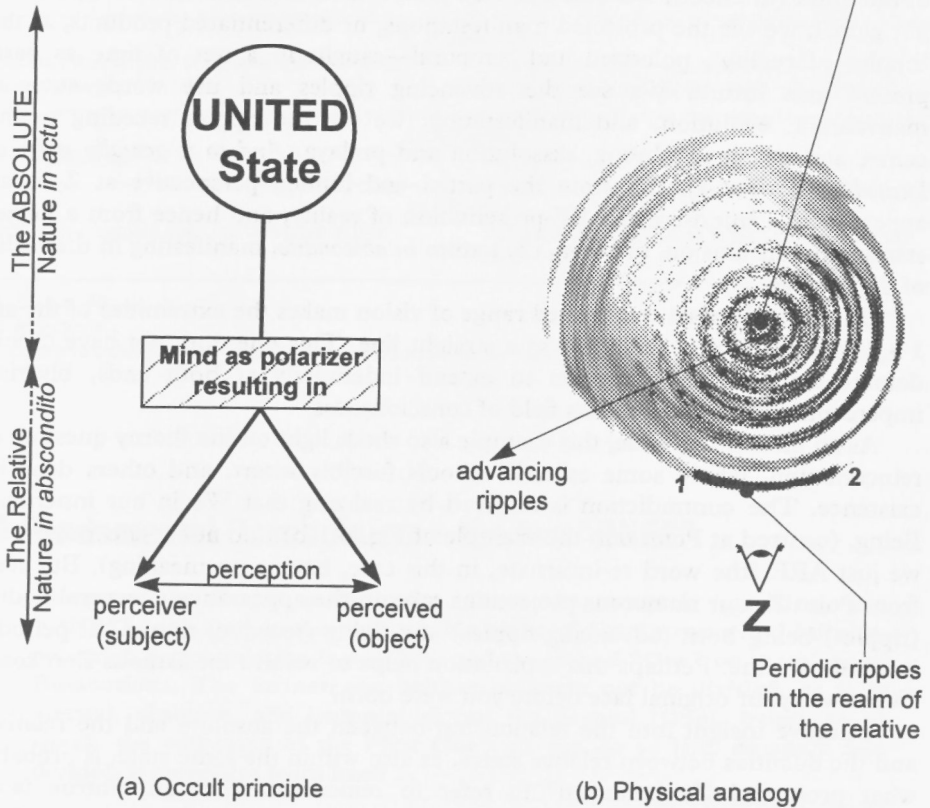 The ABSOLUTE
Nature in actu
The Relative
Nature in abscondito
UNITED
State
Mind as polarizer
resulting in
perception
perceiver
(subject)
perceived
(object)
(a) Occult principle
advancing
ripples
1
2
Z
Periodic ripples
in the realm of
the relative
(b) Physical analogy